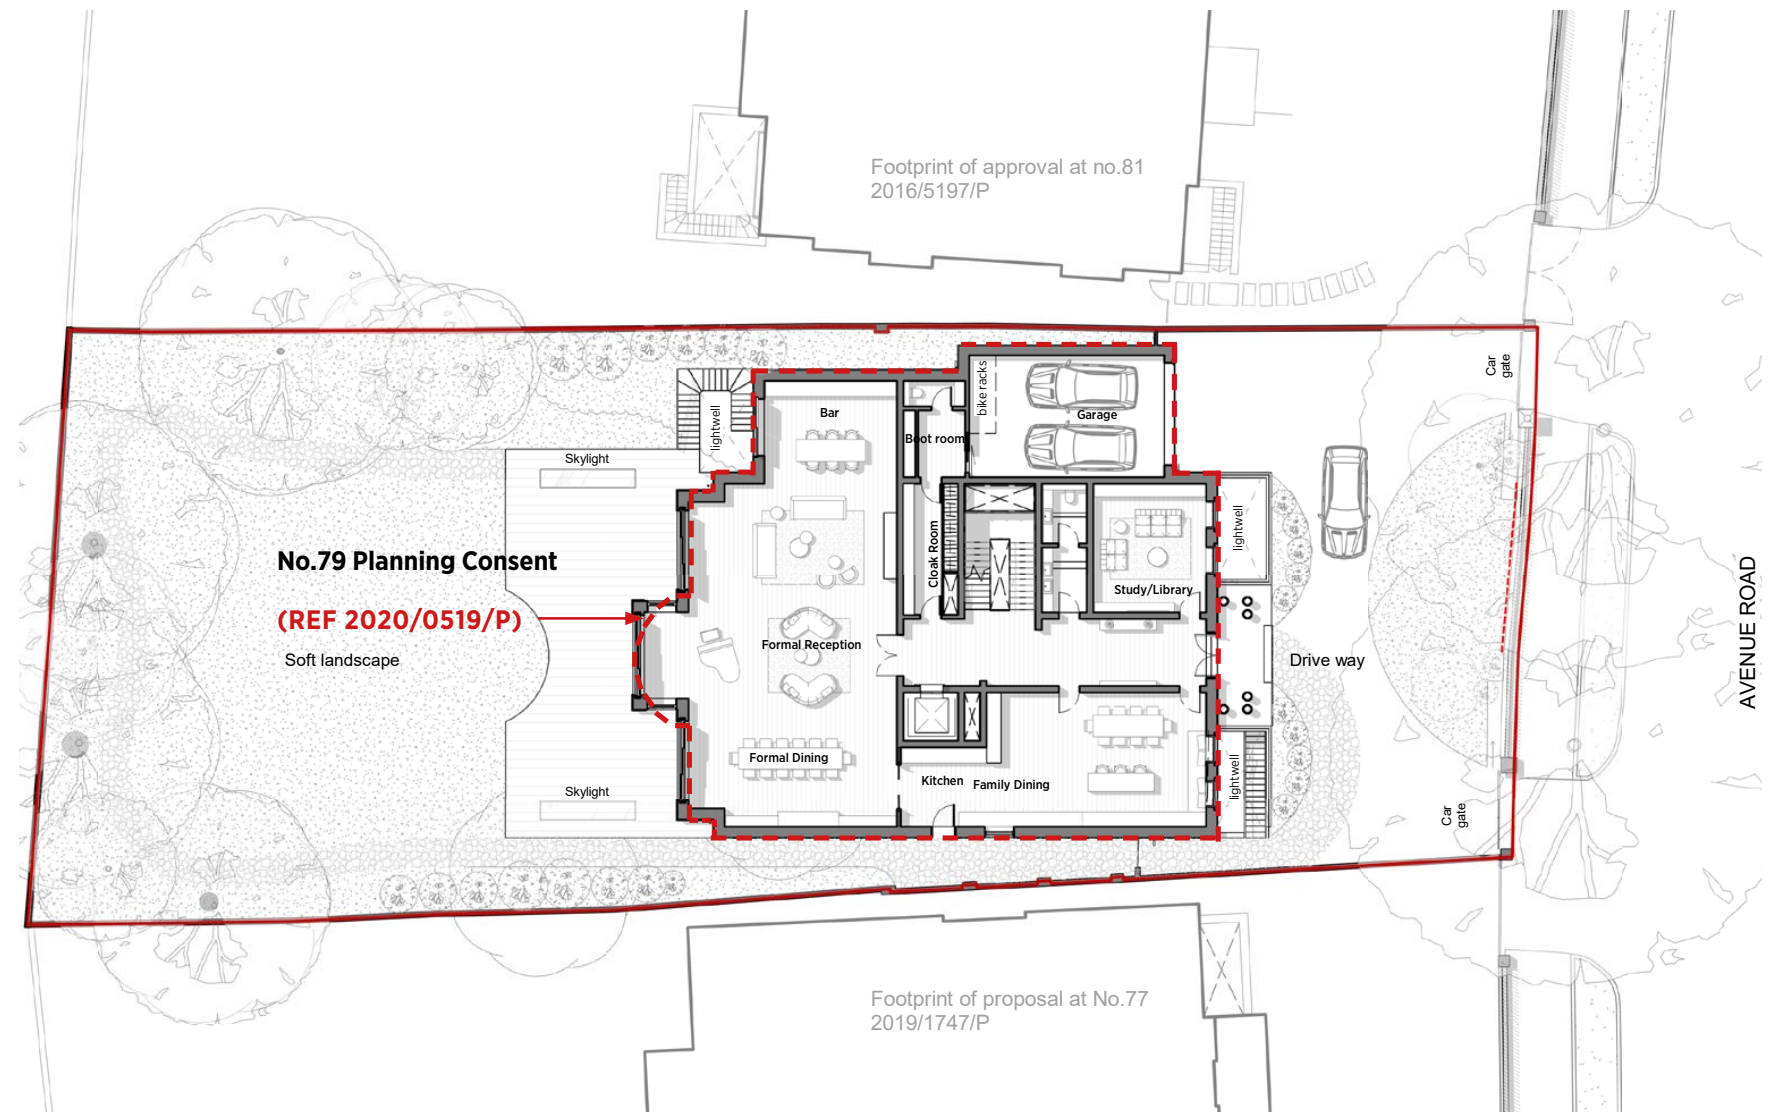 Footprint of approval at no.81
2016/5197/P
Car
gate
bike racks
Garage
Bar
lightwell
Boot room
Skylight
Cloak Room
lightwell
No.79 Planning Consent
(REF 2020/0519/P)
Soft landscape
Study/Library
Formal Reception
Drive way
AVENUE ROAD
Formal Dining
Kitchen
Family Dining
lightwell
Skylight
Car
gate
Footprint of proposal at No.77
2019/1747/P